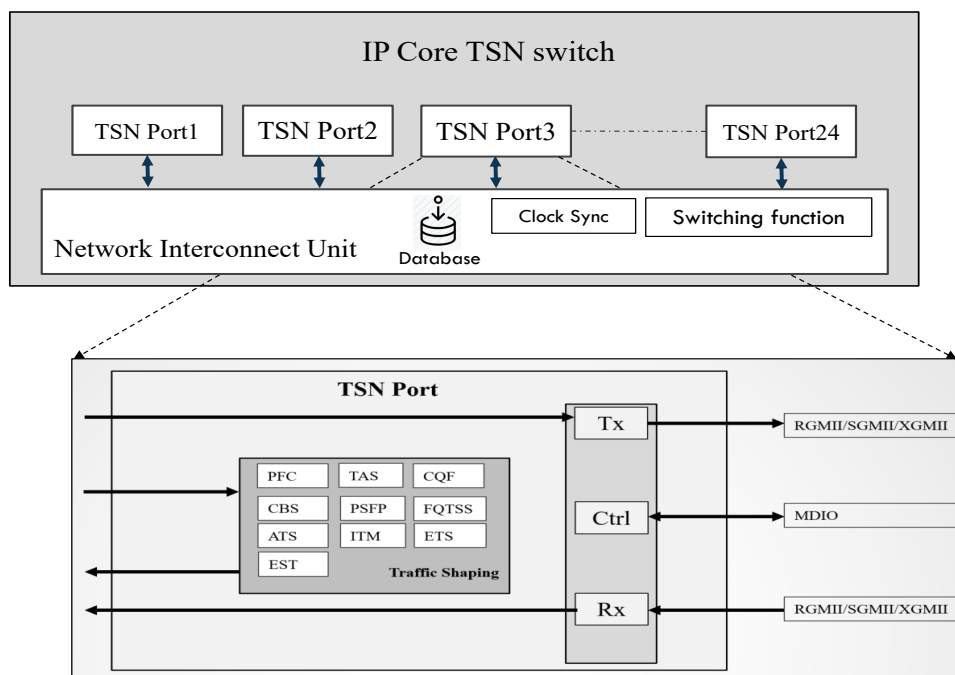 IP Core TSN switch
TSN Port1
TSN Port2
TSN Port3
TSN Port24
Clock Sync
Switching function
Network Interconnect Unit
Database
TSN Port
Tx
RGMII/SGMII/XGMII
PFC
TAS
CQF
CBS
PSFP
FQTSS
Ctrl
MDIO
ATS
ITM
ETS
EST
Traffic Shaping
Rx
RGMII/SGMII/XGMII